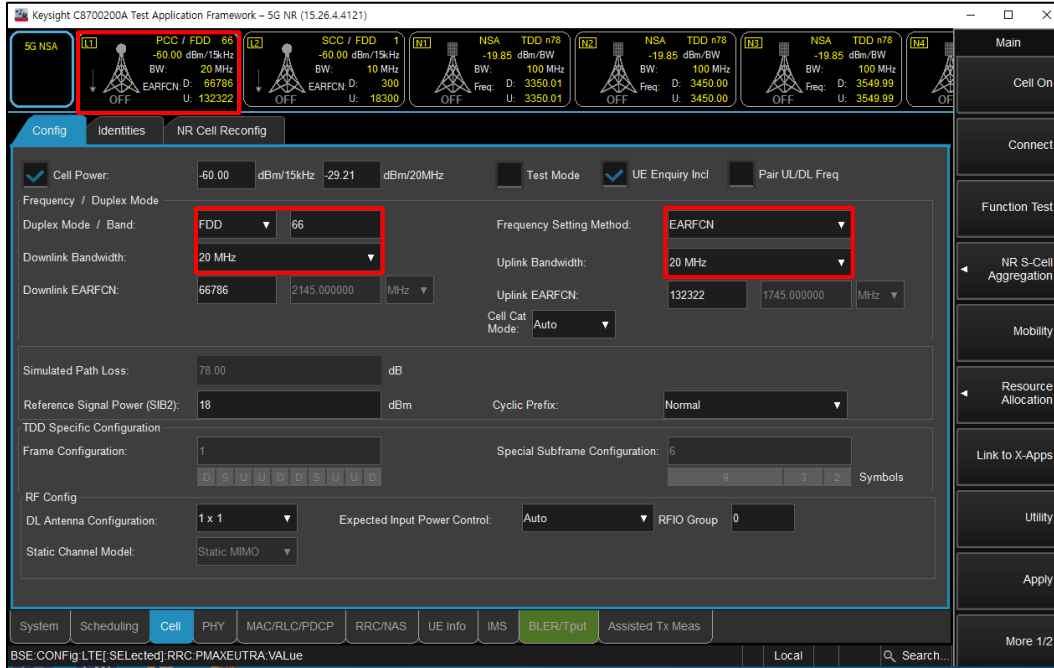 Keysight C8700200A Test Application Framework – 5G NR (15.26.4.4121)
5G NSA
L1 PCC / FDD 66
-60.00 dBm/15kHz
BW: 20 MHz
EARFCN: D: 66786
OFF U: 132322
L2 SCC / FDD 1
-60.00 dBm/15kHz
BW: 10 MHz
EARFCN: D: 300
OFF U: 18300
N1 NSA TDD n78
-19.85 dBm/BW
BW: 100 MHz
Freq: D: 3350.01
OFF U: 3350.01
N2 NSA TDD n78
-19.85 dBm/BW
BW: 100 MHz
Freq: D: 3450.00
OFF U: 3450.00
N3 NSA TDD n78
-19.85 dBm/BW
BW: 100 MHz
Freq: D: 3549.99
OFF U: 3549.99
N4
Main
Cell On
Connect
Function Test
NR S-Cell
Aggregation
Mobility
Resource
Allocation
Link to X-Apps
Utility
Apply
More 1/2
Config Identities NR Cell Reconfig
Cell Power: -60.00 dBm/15kHz -29.21 dBm/20MHz Test Mode UE Enquiry Incl Pair UL/DL Freq
Frequency / Duplex Mode
Duplex Mode / Band: FDD 66 Frequency Setting Method: EARFCN
Downlink Bandwidth: 20 MHz Uplink Bandwidth: 20 MHz
Downlink EARFCN: 66786 2145.000000 MHz Uplink EARFCN: 132322 1745.000000 MHz
Cell Cat
Mode: Auto
Simulated Path Loss: 78.00 dB
Reference Signal Power (SIB2): 18 dBm Cyclic Prefix: Normal
TDD Specific Configuration
Frame Configuration: 1 Special Subframe Configuration: 6
D S U U D D S U U D 9 3 2 Symbols
RF Config
DL Antenna Configuration: 1 x 1 Expected Input Power Control: Auto RFIO Group 0
Static Channel Model: Static MIMO
System Scheduling Cell PHY MAC/RLC/PDCP RRC/NAS UE Info IMS BLER/Tput Assisted Tx Meas
BSE:CONFig:LTE[:SELected]:RRC:PMAXEUTRA:VALue Local Search...